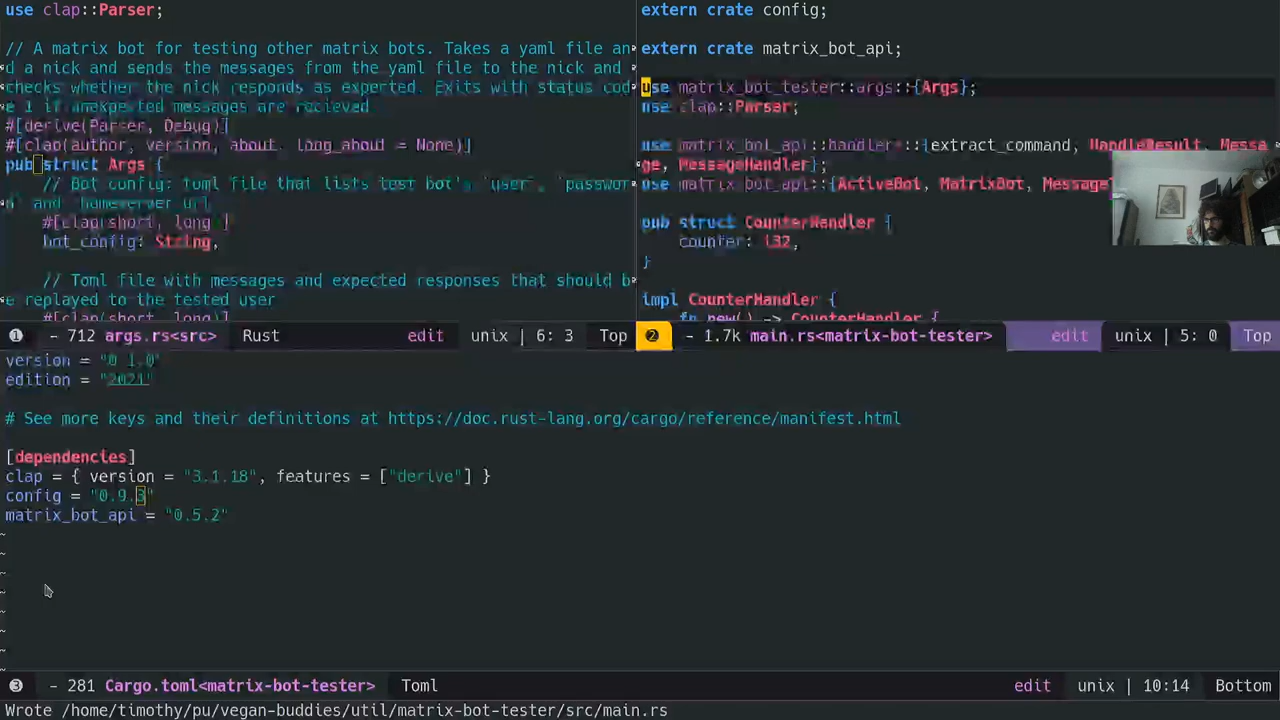 use clap::Parser;
// A matrix bot for testing other matrix bots. Takes a yaml file an
d a nick and sends the messages from the yaml file to the nick and
checks whether the nick responds as expected. Exits with status cod
e 1 if unexpected messages are recieved
#[derive(Parser, Debug)]
#[clap(author, version, about, long_about = None)]
pub struct Args {
// Bot config: toml file that lists test bot's `user`, `passwor
d` and `homeverver_url`
#[clap(short, long)]
bot_config: String,
// Toml file with messages and expected responses that should b
e replayed to the tested user
#[clap(short, long)]
1 - 712 args.rs<src> Rust edit unix | 6: 3 Top
extern crate config;
extern crate matrix_bot_api;
use matrix_bot_tester::args::{Args};
use clap::Parser;
use matrix_bot_api::handlers::{extract_command, HandleResult, Messa
ge, MessageHandler};
use matrix_bot_api::{ActiveBot, MatrixBot, MessageT
pub struct CounterHandler {
counter: i32,
}
impl CounterHandler {
fn new() -> CounterHandler {
2 - 1.7k main.rs<matrix-bot-tester> edit unix | 5: 0 Top
version = "0.1.0"
edition = "2021"
# See more keys and their definitions at https://doc.rust-lang.org/cargo/reference/manifest.html
[dependencies]
clap = { version = "3.1.18", features = ["derive"] }
config = "0.9.3"
matrix_bot_api = "0.5.2"
~
~
~
~
~
~
~
~
3 - 281 Cargo.toml<matrix-bot-tester> Toml edit unix | 10:14 Bottom
Wrote /home/timothy/pu/vegan-buddies/util/matrix-bot-tester/src/main.rs